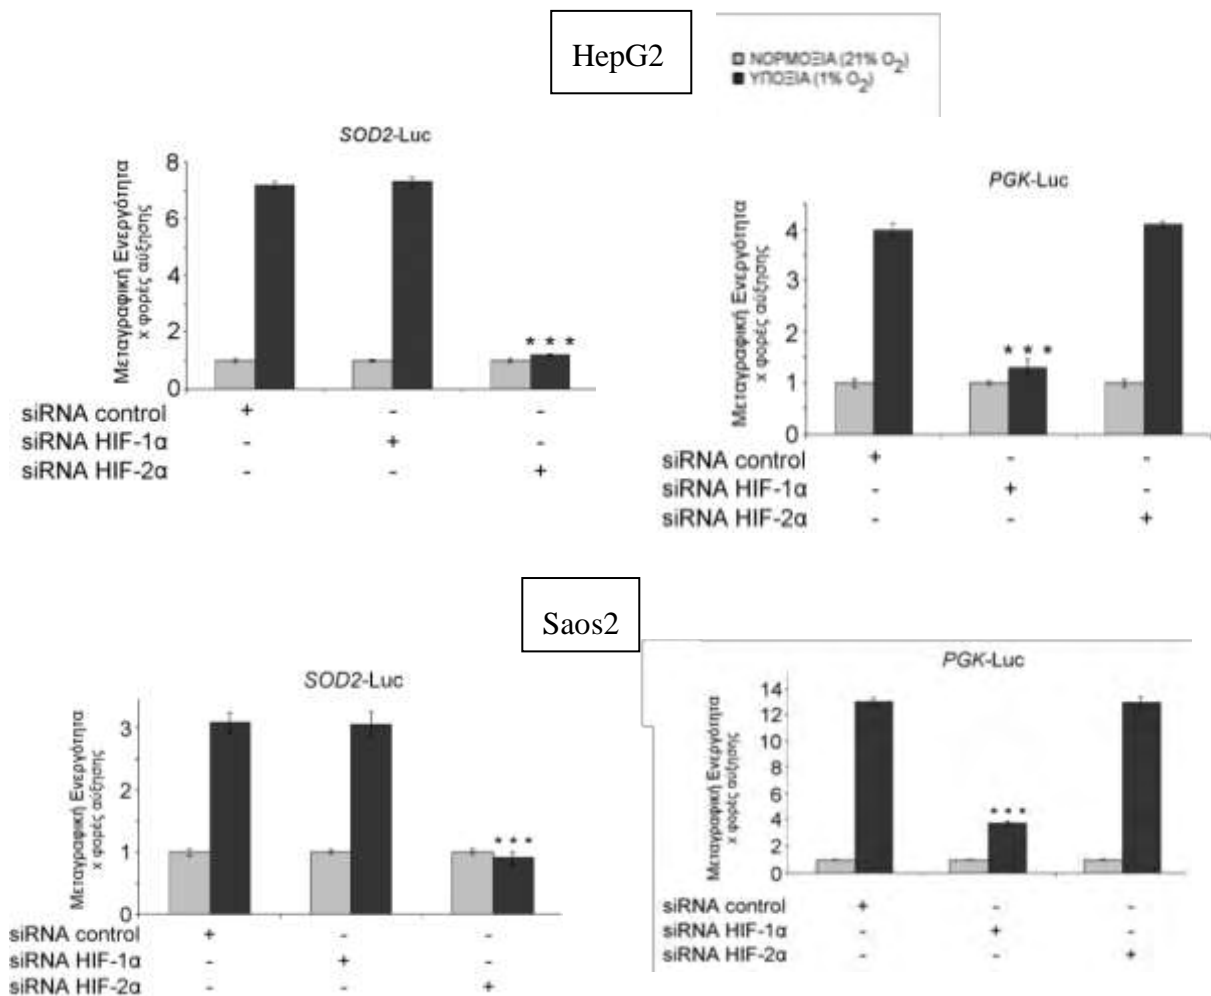 HepG2
ΝΟΡΜΟΞΙΑ (21% O2)
ΥΠΟΞΙΑ (1% O2)
SOD2-Luc
Μεταγραφική Ενεργότητα
x φορές αύξησης
8
6
4
2
0
* * *
siRNA control + - -
siRNA HIF-1α - + -
siRNA HIF-2α - - +
PGK-Luc
Μεταγραφική Ενεργότητα
x φορές αύξησης
4
3
2
1
0
* * *
siRNA control + - -
siRNA HIF-1α - + -
siRNA HIF-2α - - +
Saos2
SOD2-Luc
Μεταγραφική Ενεργότητα
x φορές αύξησης
3
2
1
0
* * *
siRNA control + - -
siRNA HIF-1α - + -
siRNA HIF-2α - - +
PGK-Luc
Μεταγραφική Ενεργότητα
x φορές αύξησης
14
12
10
8
6
4
2
0
* * *
siRNA control + - -
siRNA HIF-1α - + -
siRNA HIF-2α - - +